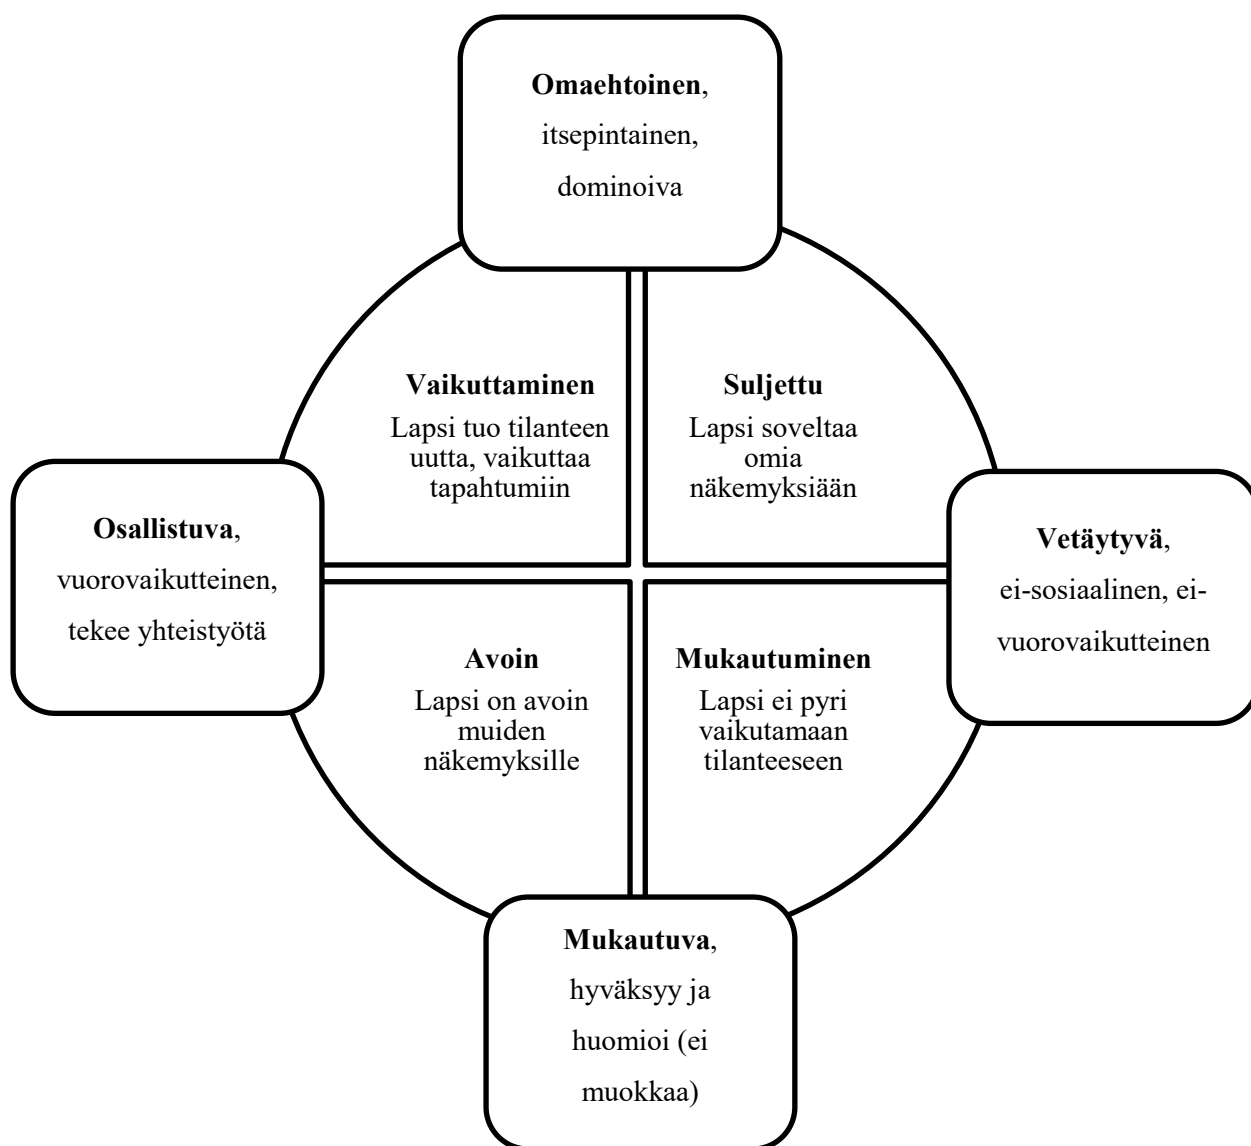 Omaehtoinen,
itsepintainen,
dominoiva
Vaikuttaminen
Lapsi tuo tilanteen
uutta, vaikuttaa
tapahtumiin
Suljettu
Lapsi soveltaa
omia
näkemyksiään
Osallistuva,
vuorovaikutteinen,
tekee yhteistyötä
Vetäytyvä,
ei-sosiaalinen, ei-
vuorovaikutteinen
Avoin
Lapsi on avoin
muiden
näkemyksille
Mukautuminen
Lapsi ei pyri
vaikutamaan
tilanteeseen
Mukautuva,
hyväksyy ja
huomioi (ei
muokkaa)